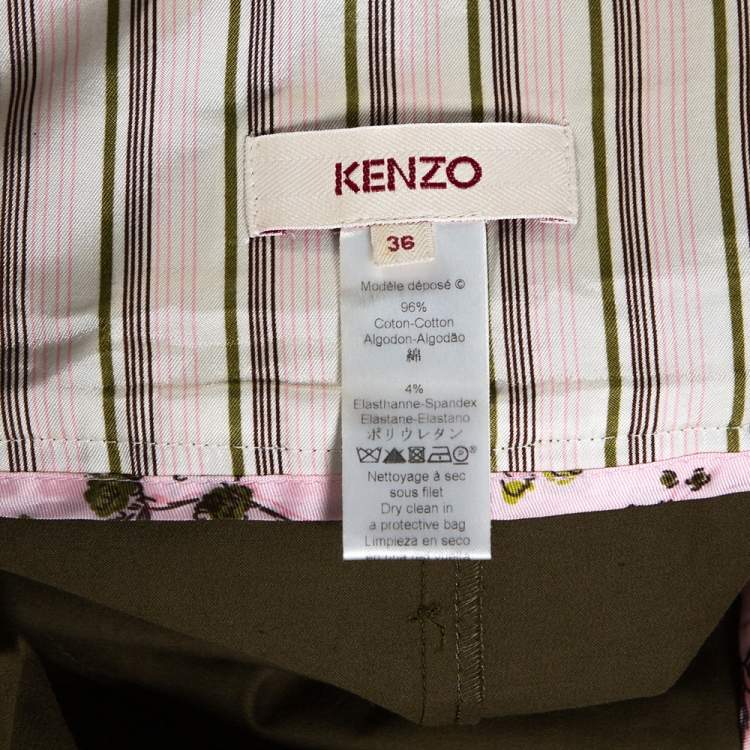 KENZO
36
Modèle déposé ©
96%
Coton-Cotton
Algodon-Algodão
綿
4%
Elasthanne-Spandex
Elastane-Elastano
ポリウレタン
Nettoyage à sec
sous filet
Dry clean in
a protective bag
Limpieza en seco